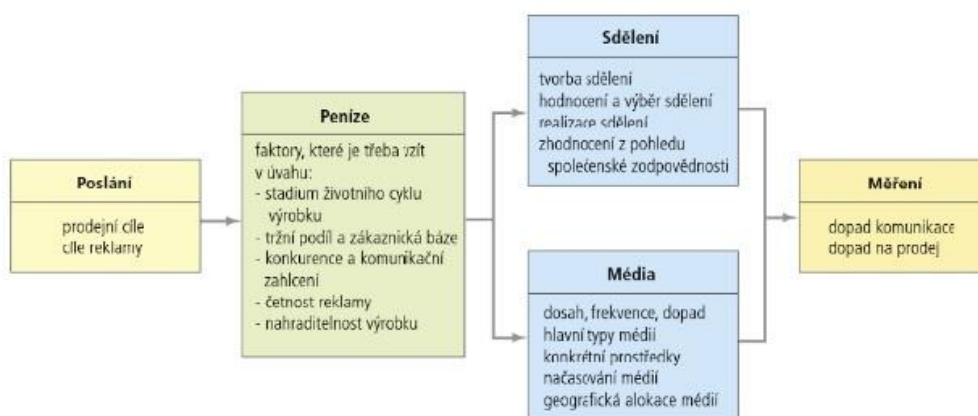 Poslání
prodejní cíle
cíle reklamy
Peníze
faktory, které je třeba vzít
v úvahu:
- stadium životního cyklu
výrobku
- tržní podíl a zákaznická báze
- konkurence a komunikační
zahlcení
- četnost reklamy
- nahraditelnost výrobku
Sdělení
tvorba sdělení
hodnocení a výběr sdělení
realizace sdělení
zhodnocení z pohledu
společenské zodpovědnosti
Média
dosah, frekvence, dopad
hlavní typy médií
konkrétní prostředky
načasování médií
geografická alokace médií
Měření
dopad komunikace
dopad na prodej